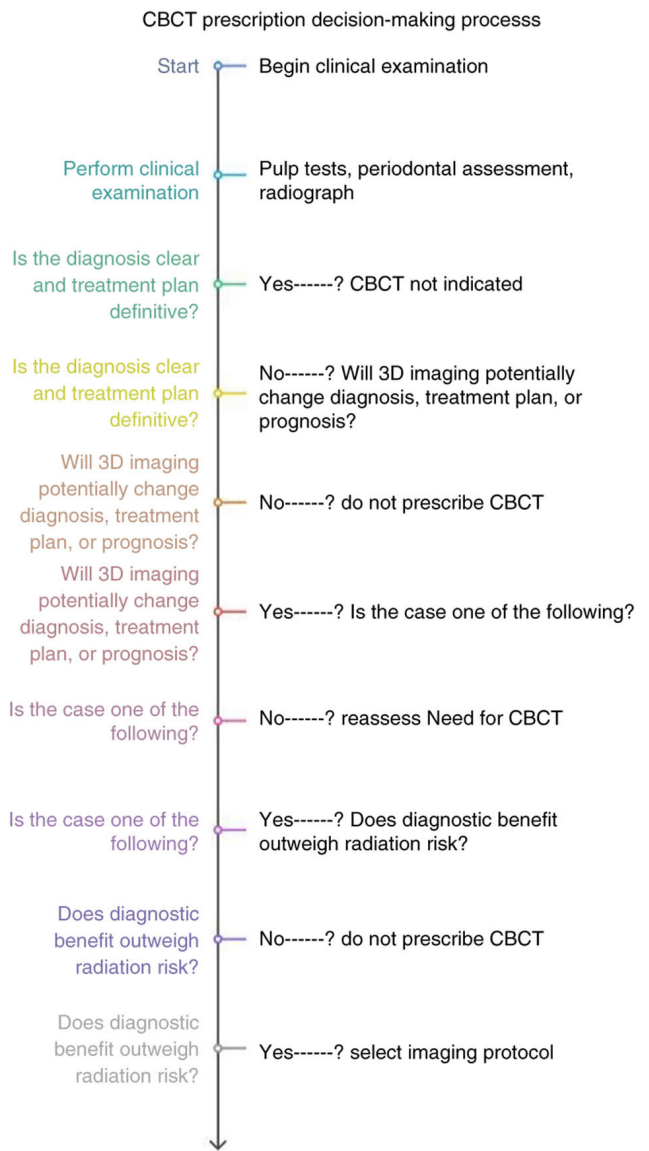 CBCT prescription decision-making processs
Start
Begin clinical examination
Perform clinical
examination
Pulp tests, periodontal assessment,
radiograph
Is the diagnosis clear
and treatment plan
definitive?
Yes------? CBCT not indicated
Is the diagnosis clear
and treatment plan
definitive?
No------? Will 3D imaging potentially
change diagnosis, treatment plan, or
prognosis?
Will 3D imaging
potentially change
diagnosis, treatment
plan, or prognosis?
No------? do not prescribe CBCT
Will 3D imaging
potentially change
diagnosis, treatment
plan, or prognosis?
Yes------? Is the case one of the following?
Is the case one of the
following?
No------? reassess Need for CBCT
Is the case one of the
following?
Yes------? Does diagnostic benefit
outweigh radiation risk?
Does diagnostic
benefit outweigh
radiation risk?
No------? do not prescribe CBCT
Does diagnostic
benefit outweigh
radiation risk?
Yes------? select imaging protocol